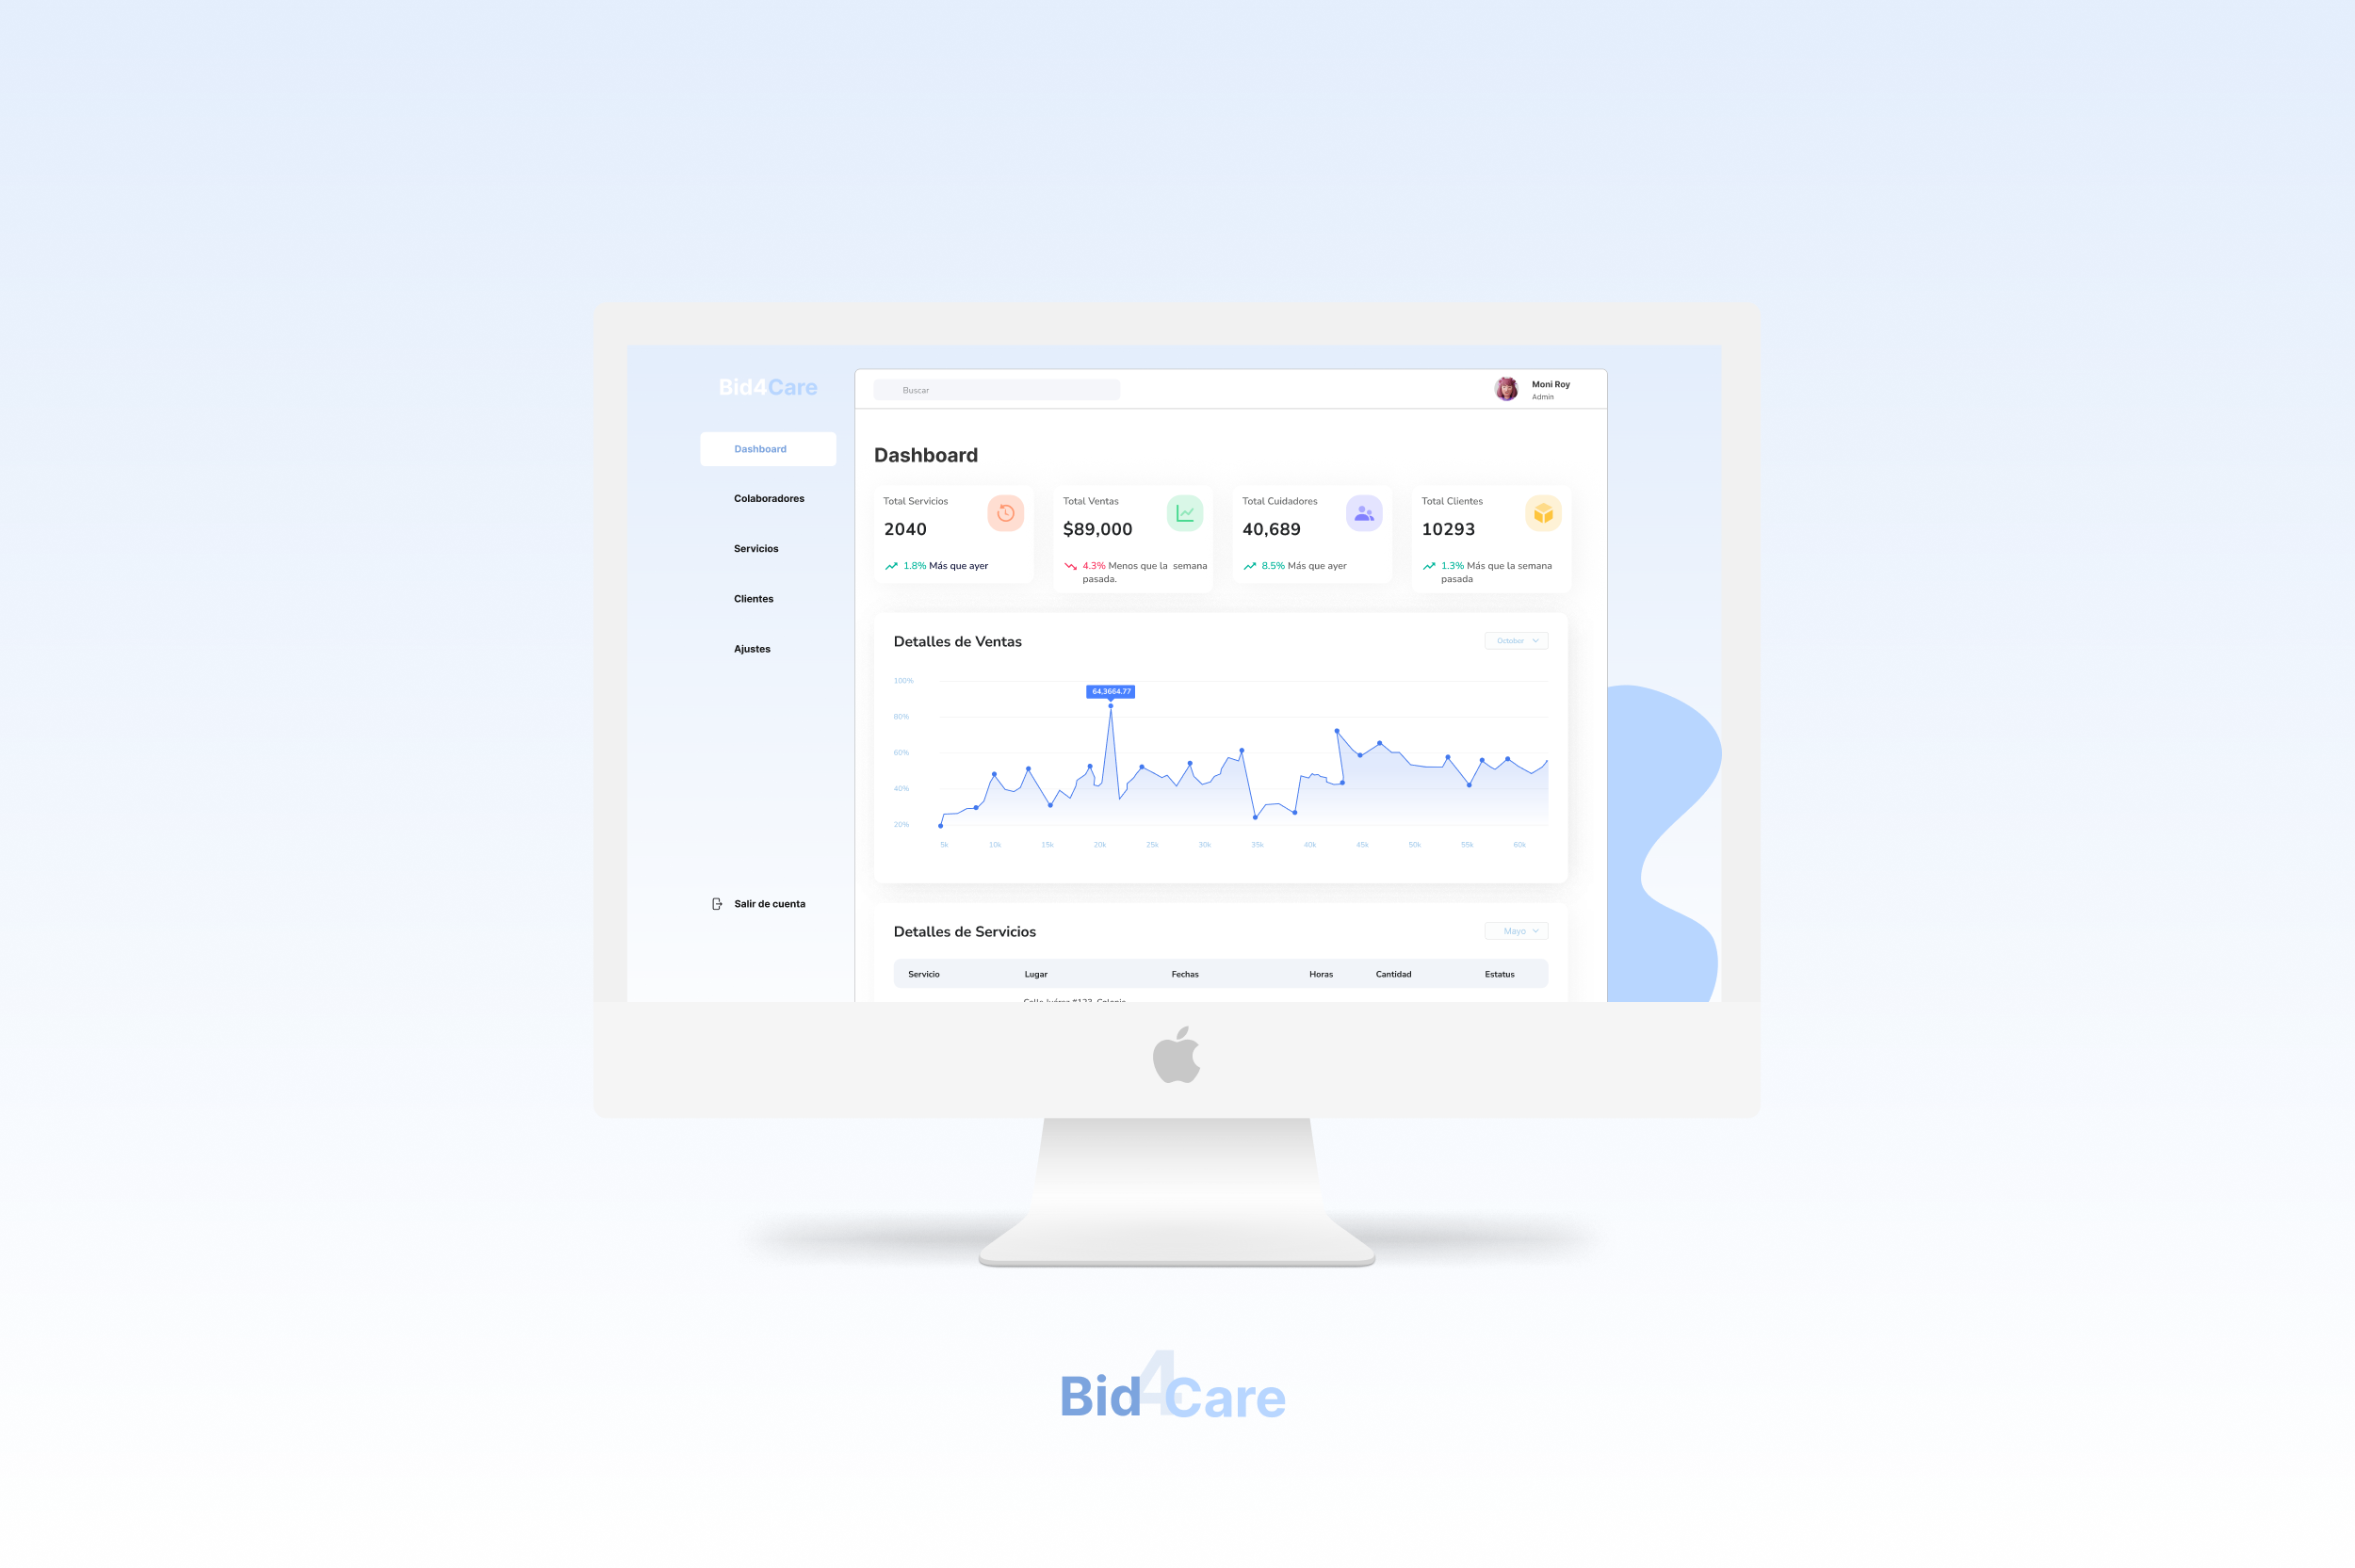 Bid4Care
Buscar
Moni Roy
Admin
Dashboard
Colaboradores
Servicios
Clientes
Ajustes
Salir de cuenta
Dashboard
Total Servicios
2040
1.8% Más que ayer
Total Ventas
$89,000
4.3% Menos que la semana
pasada.
Total Cuidadores
40,689
8.5% Más que ayer
Total Clientes
10293
1.3% Más que la semana
pasada
Detalles de Ventas
October
100%
80%
60%
40%
20%
64,3664.77
5k 10k 15k 20k 25k 30k 35k 40k 45k 50k 55k 60k
Detalles de Servicios
Mayo
Servicio Lugar Fechas Horas Cantidad Estatus
Calle Juárez #123, Colonia
Bid4Care